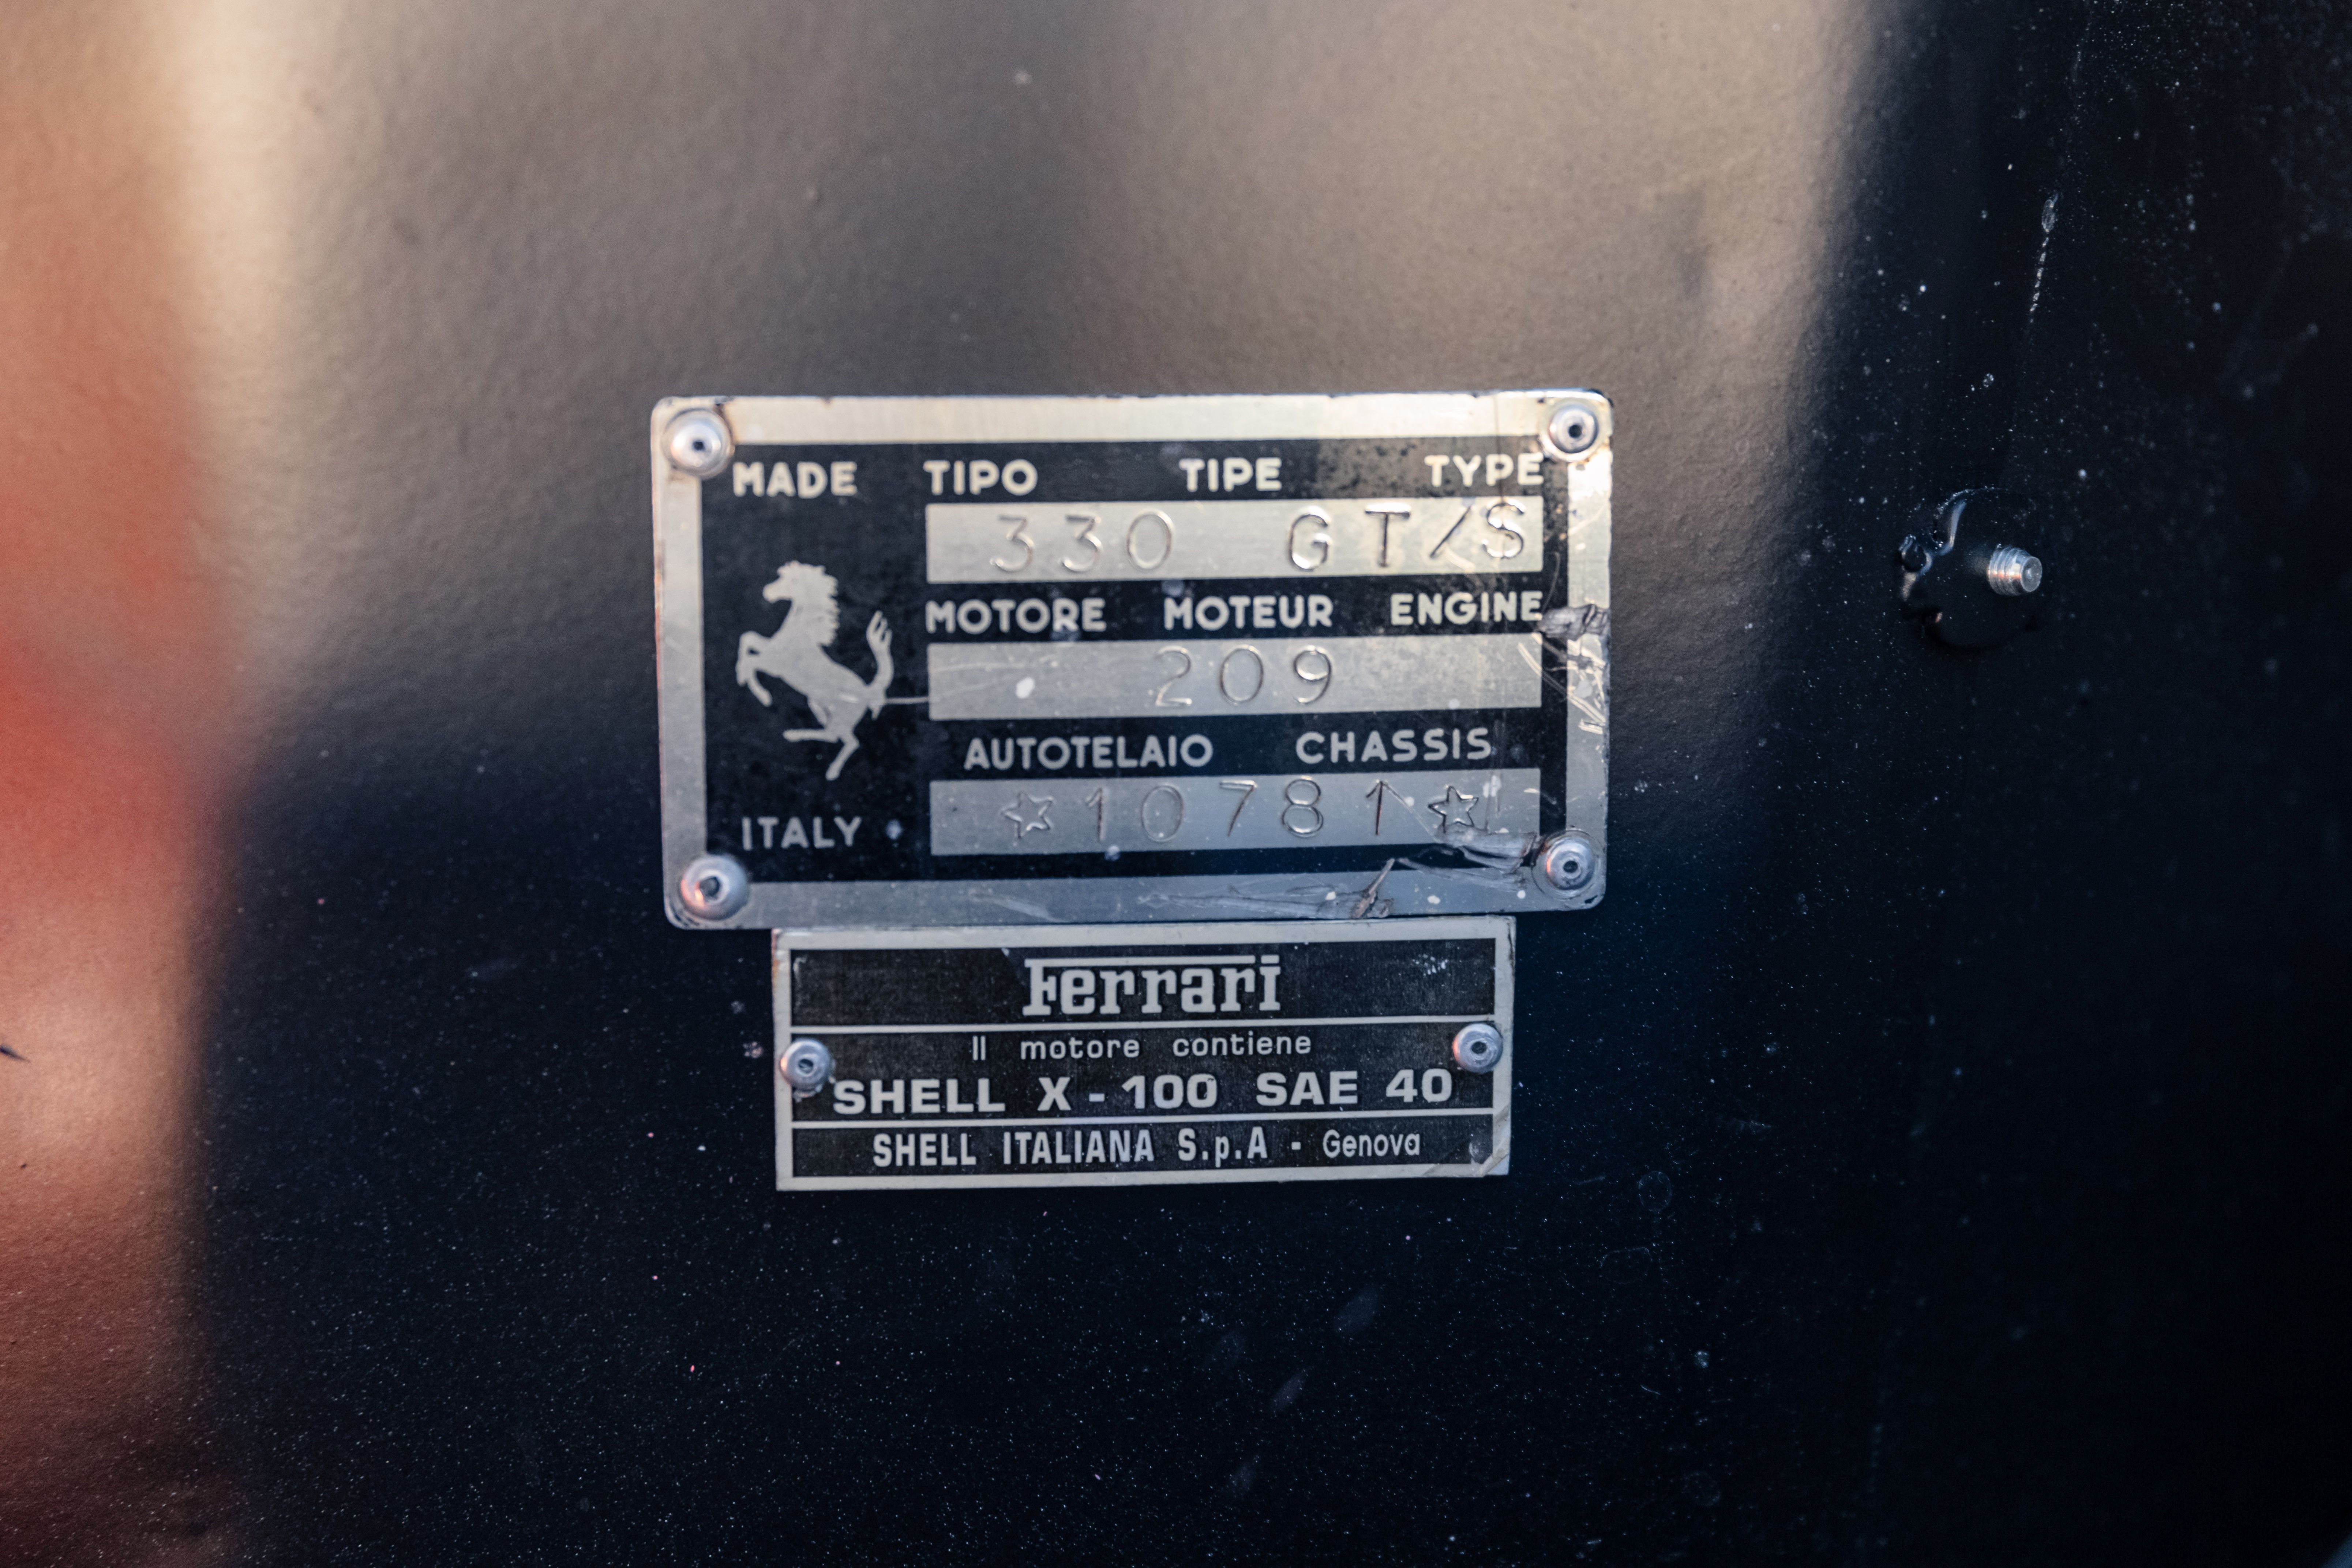 MADE TIPO TIPE TYPE
330 GT/S
MOTORE MOTEUR ENGINE
209
AUTOTELAIO CHASSIS
☆10781☆
ITALY
Ferrari
Il motore contiene
SHELL X-100 SAE 40
SHELL ITALIANA S.p.A - Genova